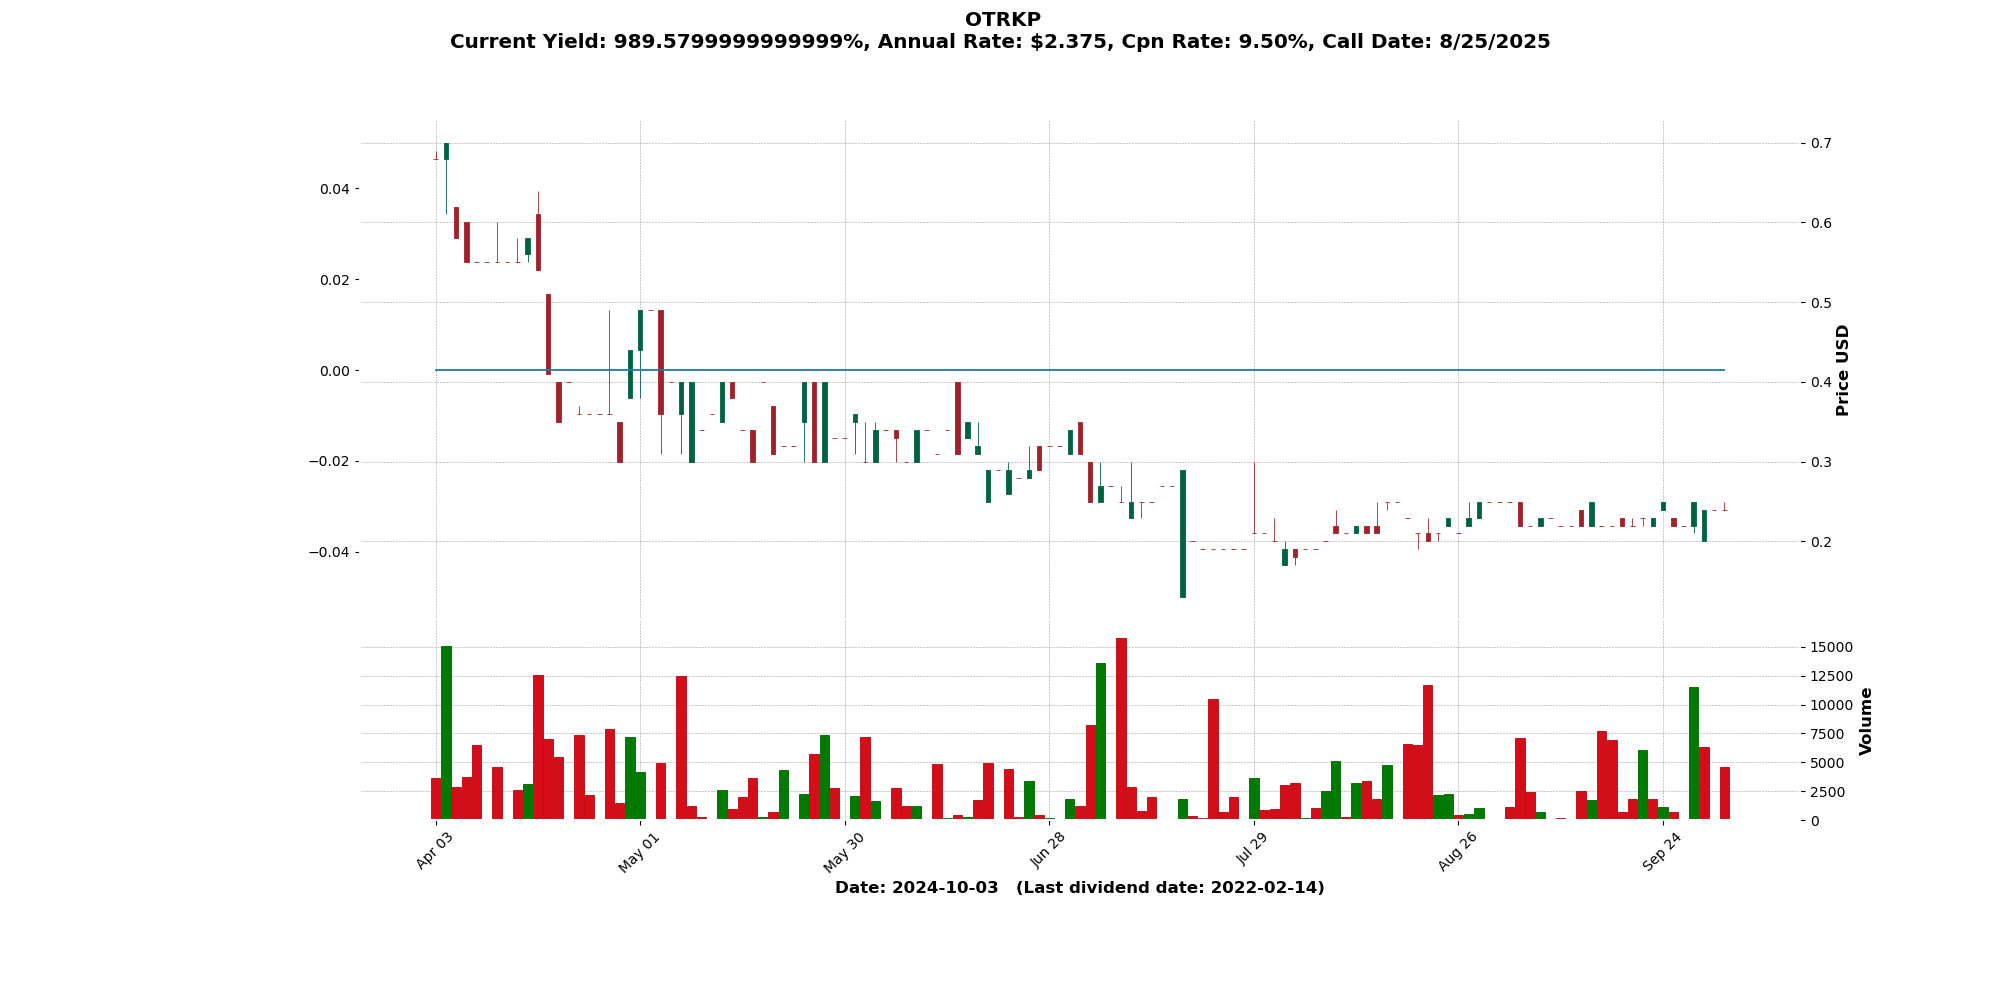 OTRKP
Current Yield: 989.5799999999999%, Annual Rate: $2.375, Cpn Rate: 9.50%, Call Date: 8/25/2025
0.04
0.02
0.00
−0.02
−0.04
0.7
0.6
0.5
0.4
0.3
0.2
Price USD
15000
12500
10000
7500
5000
2500
0
Volume
Apr 03
May 01
May 30
Jun 28
Jul 29
Aug 26
Sep 24
Date: 2024-10-03   (Last dividend date: 2022-02-14)